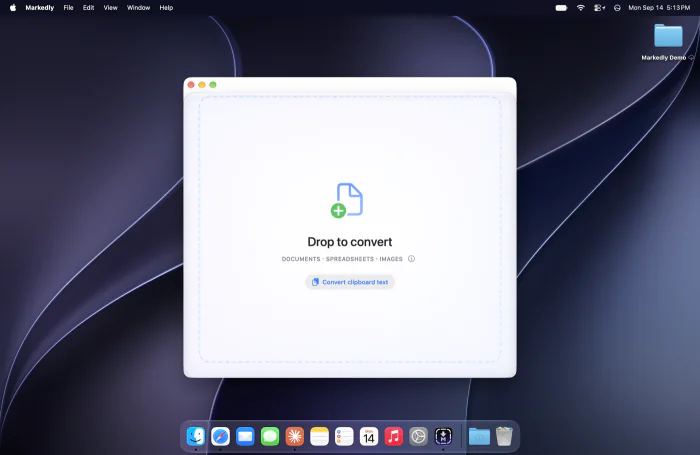 Markedly File Edit View Window Help Mon Sep 14 5:13 PM
Markedly Demo
Drop to convert
DOCUMENTS · SPREADSHEETS · IMAGES
Convert clipboard text
14